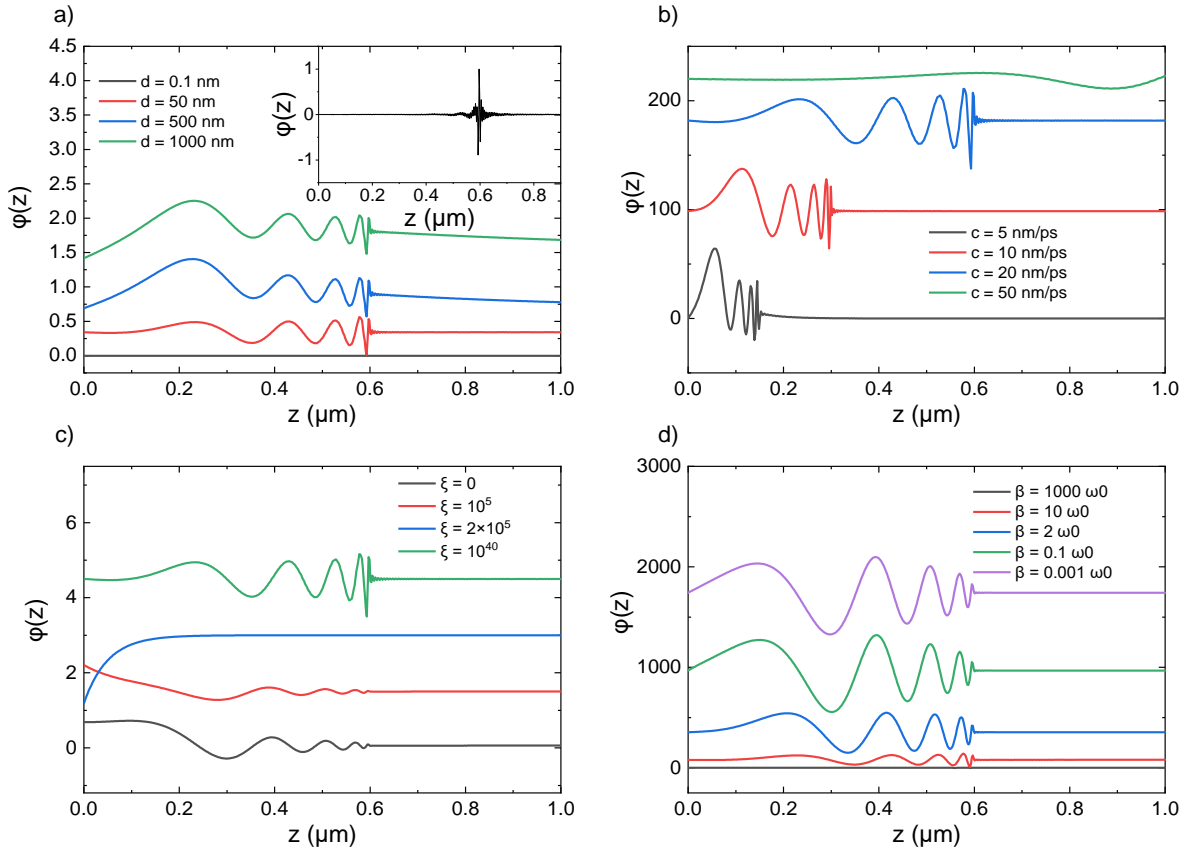 a)
4.5
4.0
3.5
3.0
2.5
2.0
1.5
1.0
0.5
0.0
φ(z)
d = 0.1 nm
d = 50 nm
d = 500 nm
d = 1000 nm
1
0
-1
φ(z)
0.0 0.2 0.4 0.6 0.8
z (μm)
0.0 0.2 0.4 0.6 0.8 1.0
z (μm)
b)
200
100
0
φ(z)
c = 5 nm/ps
c = 10 nm/ps
c = 20 nm/ps
c = 50 nm/ps
0.0 0.2 0.4 0.6 0.8 1.0
z (μm)
c)
6
4
2
0
φ(z)
ξ = 0
ξ = 10⁵
ξ = 2×10⁵
ξ = 10⁴⁰
0.0 0.2 0.4 0.6 0.8 1.0
z (μm)
d)
3000
2000
1000
0
φ(z)
β = 1000 ω0
β = 10 ω0
β = 2 ω0
β = 0.1 ω0
β = 0.001 ω0
0.0 0.2 0.4 0.6 0.8 1.0
z (μm)